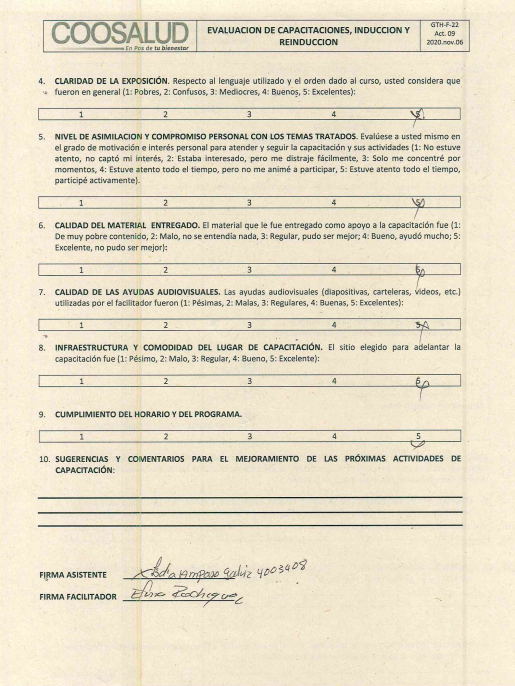 COOSALUD
En Pos de tu bienestar
EVALUACION DE CAPACITACIONES, INDUCCION Y
REINDUCCION
GTH-F-22
Act. 09
2020.nov.06
4. CLARIDAD DE LA EXPOSICIÓN. Respecto al lenguaje utilizado y el orden dado al curso, usted considera que
fueron en general (1: Pobres, 2: Confusos, 3: Mediocres, 4: Buenos, 5: Excelentes):
1 2 3 4 5
5. NIVEL DE ASIMILACION Y COMPROMISO PERSONAL CON LOS TEMAS TRATADOS. Evalúese a usted mismo en
el grado de motivación e interés personal para atender y seguir la capacitación y sus actividades (1: No estuve
atento, no captó mi interés, 2: Estaba interesado, pero me distraje fácilmente, 3: Solo me concentré por
momentos, 4: Estuve atento todo el tiempo, pero no me animé a participar, 5: Estuve atento todo el tiempo,
participé activamente).
1 2 3 4 5
6. CALIDAD DEL MATERIAL ENTREGADO. El material que le fue entregado como apoyo a la capacitación fue (1:
De muy pobre contenido, 2: Malo, no se entendía nada, 3: Regular, pudo ser mejor; 4: Bueno, ayudó mucho; 5:
Excelente, no pudo ser mejor):
1 2 3 4 5
7. CALIDAD DE LAS AYUDAS AUDIOVISUALES. Las ayudas audiovisuales (diapositivas, carteleras, videos, etc.)
utilizadas por el facilitador fueron (1: Pésimas, 2: Malas, 3: Regulares, 4: Buenas, 5: Excelentes):
1 2 3 4 5
8. INFRAESTRUCTURA Y COMODIDAD DEL LUGAR DE CAPACITACIÓN. El sitio elegido para adelantar la
capacitación fue (1: Pésimo, 2: Malo, 3: Regular, 4: Bueno, 5: Excelente):
1 2 3 4 5
9. CUMPLIMIENTO DEL HORARIO Y DEL PROGRAMA.
1 2 3 4 5
10. SUGERENCIAS Y COMENTARIOS PARA EL MEJORAMIENTO DE LAS PRÓXIMAS ACTIVIDADES DE
CAPACITACIÓN:
FIRMA ASISTENTE 4003408
FIRMA FACILITADOR